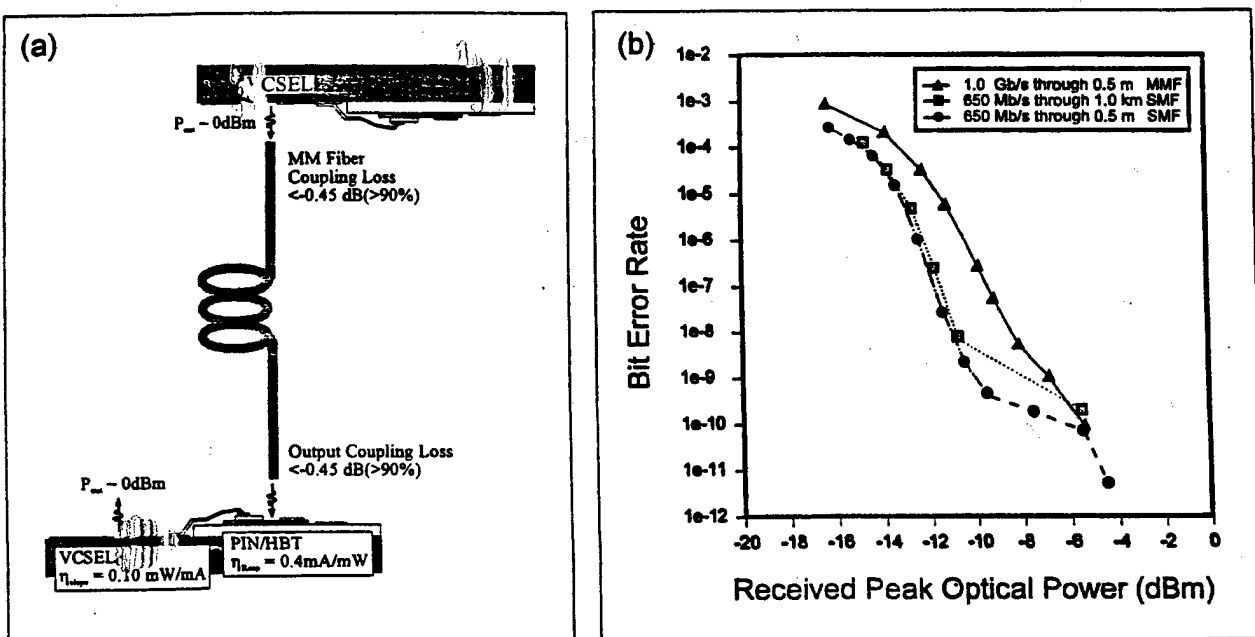 (a)
VCSEL
P_out ~ 0dBm
MM Fiber
Coupling Loss
<-0.45 dB(>90%)
Output Coupling Loss
<-0.45 dB(>90%)
P_out ~ 0dBm
VCSEL
η_slope = 0.10 mW/mA
PIN/HBT
η_Resp = 0.4mA/mW
(b)
1.0 Gb/s through 0.5 m MMF
650 Mb/s through 1.0 km SMF
650 Mb/s through 0.5 m SMF
Bit Error Rate
1e-2
1e-3
1e-4
1e-5
1e-6
1e-7
1e-8
1e-9
1e-10
1e-11
1e-12
-20 -18 -16 -14 -12 -10 -8 -6 -4 -2 0
Received Peak Optical Power (dBm)